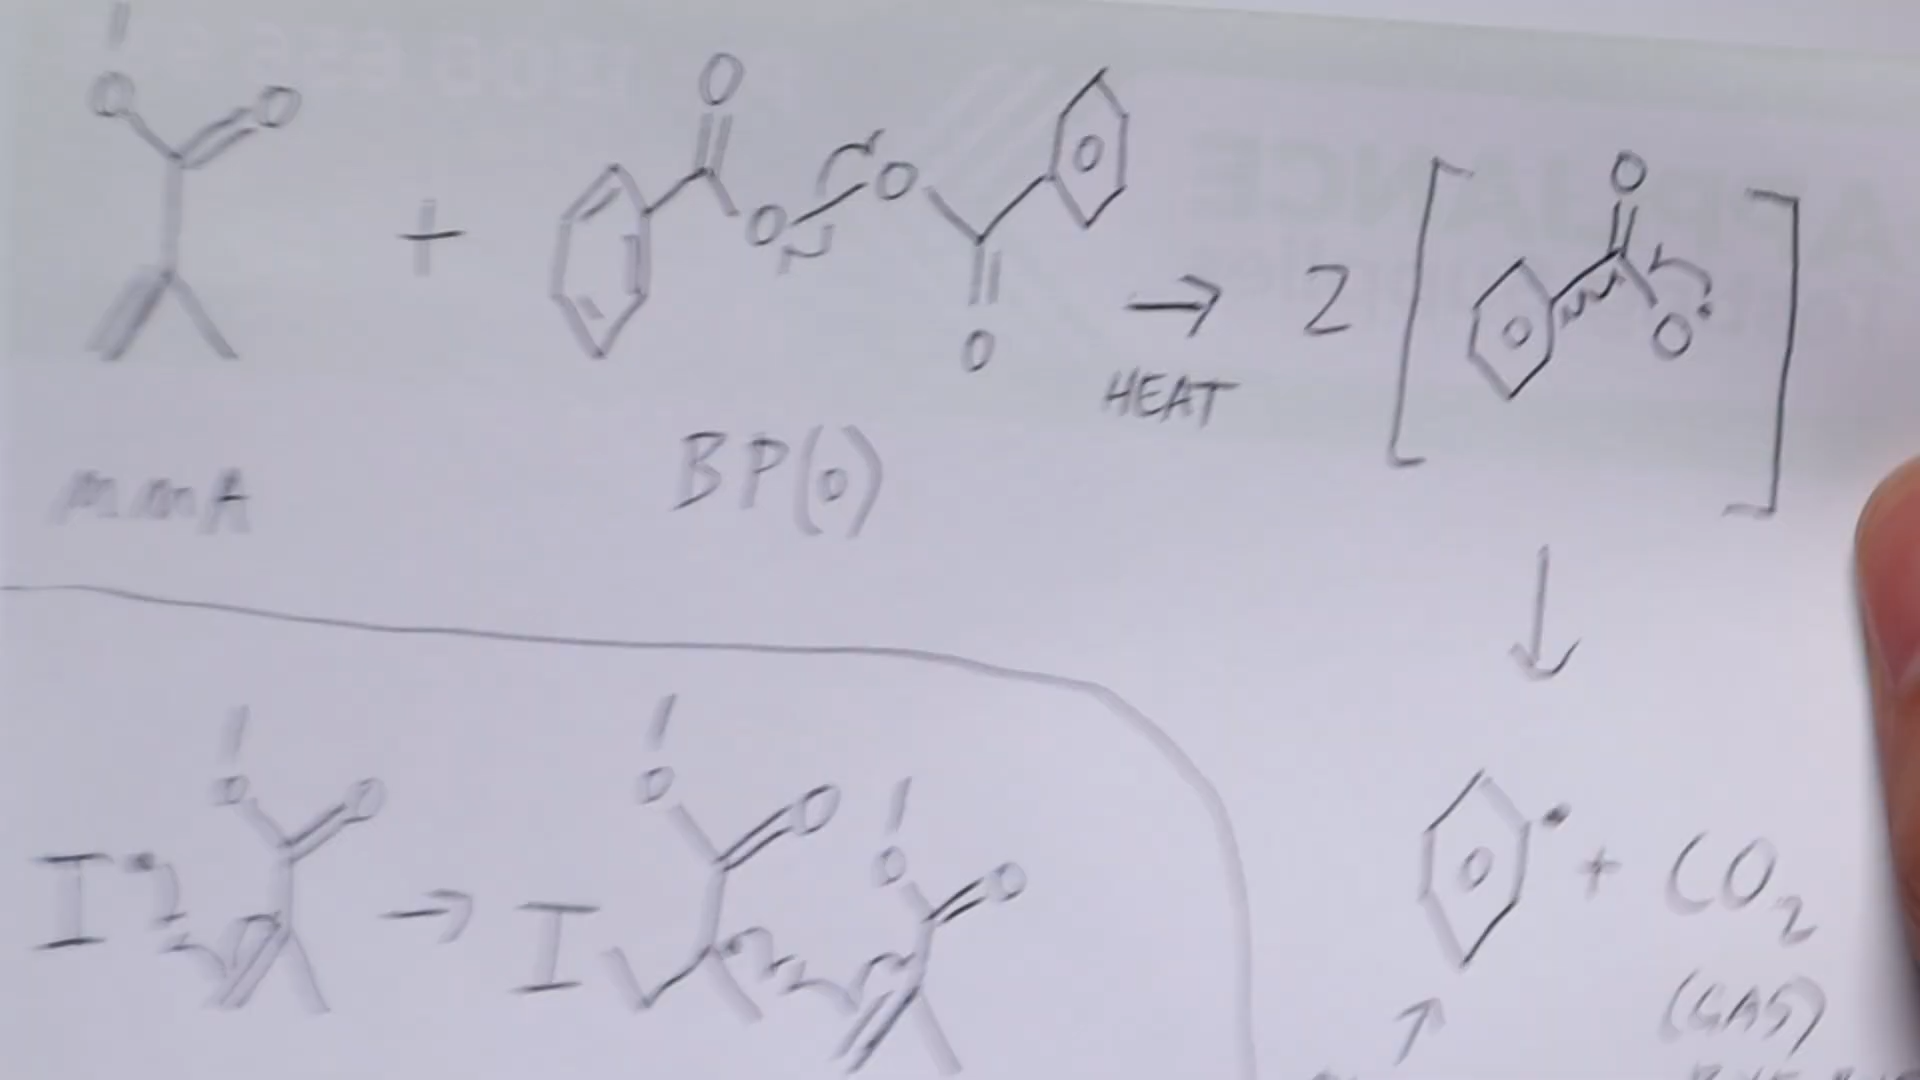 MMA
+
BP(O)
→
HEAT
2
I
→
I
+ CO2
(GAS)